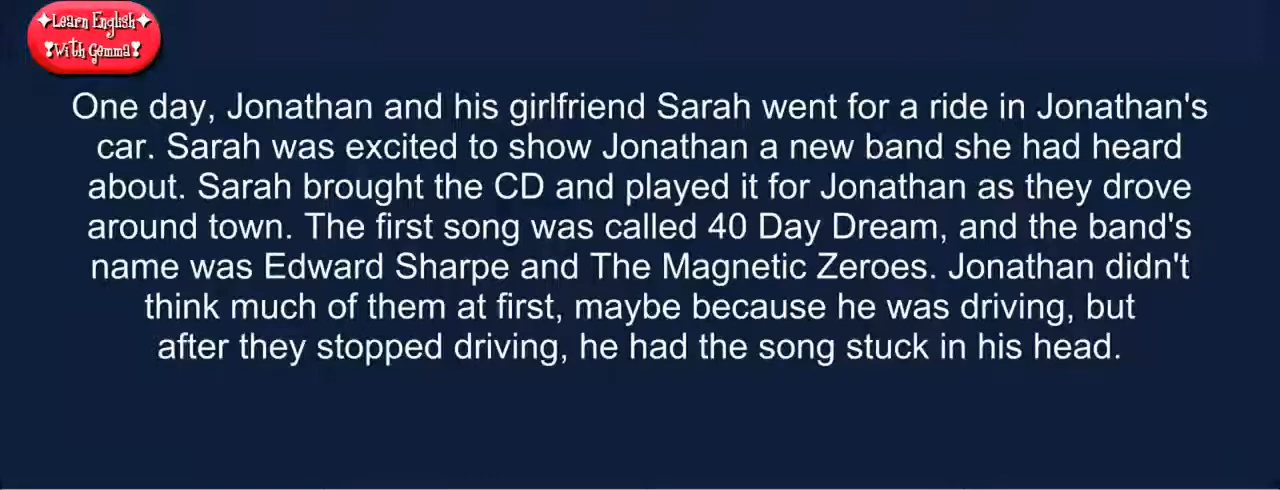 ✦Learn English✦
❣With Gemma❣
One day, Jonathan and his girlfriend Sarah went for a ride in Jonathan's
car. Sarah was excited to show Jonathan a new band she had heard
about. Sarah brought the CD and played it for Jonathan as they drove
around town. The first song was called 40 Day Dream, and the band's
name was Edward Sharpe and The Magnetic Zeroes. Jonathan didn't
think much of them at first, maybe because he was driving, but
after they stopped driving, he had the song stuck in his head.